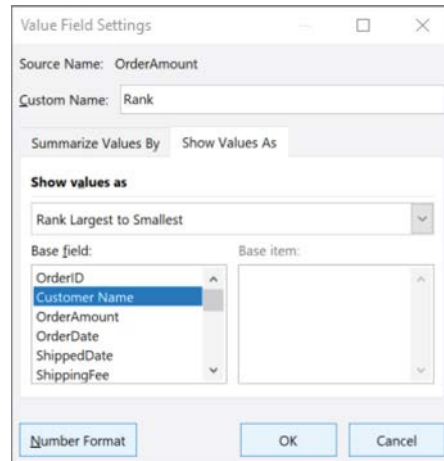 Value Field Settings
Source Name: OrderAmount
Custom Name: Rank
Summarize Values By Show Values As
Show values as
Rank Largest to Smallest
Base field: Base item:
OrderID
Customer Name
OrderAmount
OrderDate
ShippedDate
ShippingFee
Number Format OK Cancel